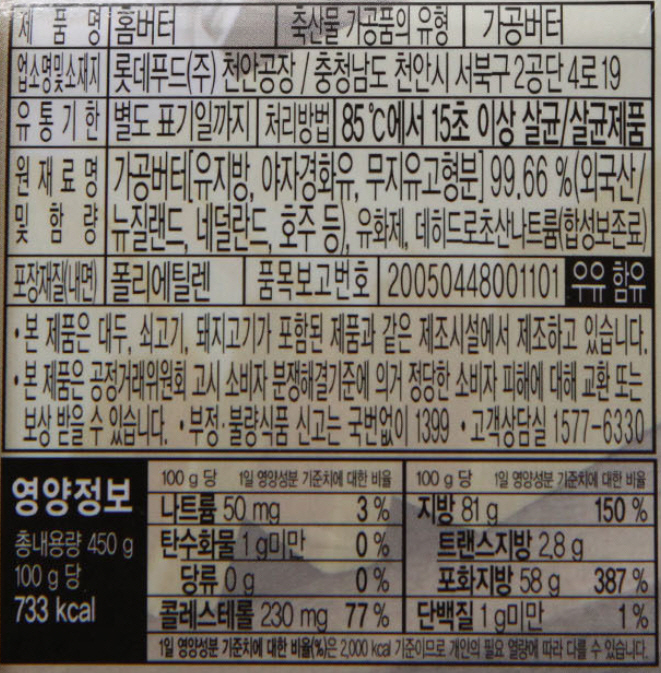 제 품 명 홈버터 축산물 가공품의 유형 가공버터
업소명및소재지 롯데푸드(주) 천안공장 / 충청남도 천안시 서북구 2공단 4로 19
유 통 기 한 별도 표기일까지 처리방법 85℃에서 15초 이상 살균/살균제품
원 재 료 명 가공버터[유지방, 야자경화유, 무지유고형분] 99.66 %(외국산/
및 함 량 뉴질랜드, 네덜란드, 호주 등), 유화제, 데히드로초산나트륨(합성보존료)
포장재질(내면) 폴리에틸렌 품목보고번호 20050448001101 우유 함유
•본 제품은 대두, 쇠고기, 돼지고기가 포함된 제품과 같은 제조시설에서 제조하고 있습니다.
•본 제품은 공정거래위원회 고시 소비자 분쟁해결기준에 의거 정당한 소비자 피해에 대해 교환 또는
보상 받을 수 있습니다. •부정·불량식품 신고는 국번없이 1399 •고객상담실 1577-6330
영양정보
총내용량 450 g
100 g 당
733 kcal
100 g 당 1일 영양성분 기준치에 대한 비율
나트륨 50 mg 3 %
탄수화물 1 g미만 0 %
당류 0 g 0 %
콜레스테롤 230 mg 77 %
100 g 당 1일 영양성분 기준치에 대한 비율
지방 81 g 150 %
트랜스지방 2.8 g
포화지방 58 g 387 %
단백질 1 g미만 1 %
1일 영양성분 기준치에 대한 비율(%)은 2,000 kcal 기준이므로 개인의 필요 열량에 따라 다를 수 있습니다.